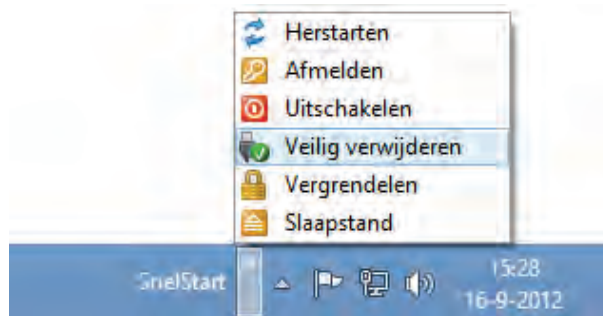 Herstarten
Afmelden
Uitschakelen
Veilig verwijderen
Vergrendelen
Slaapstand
SnelStart
15:28
16-9-2012